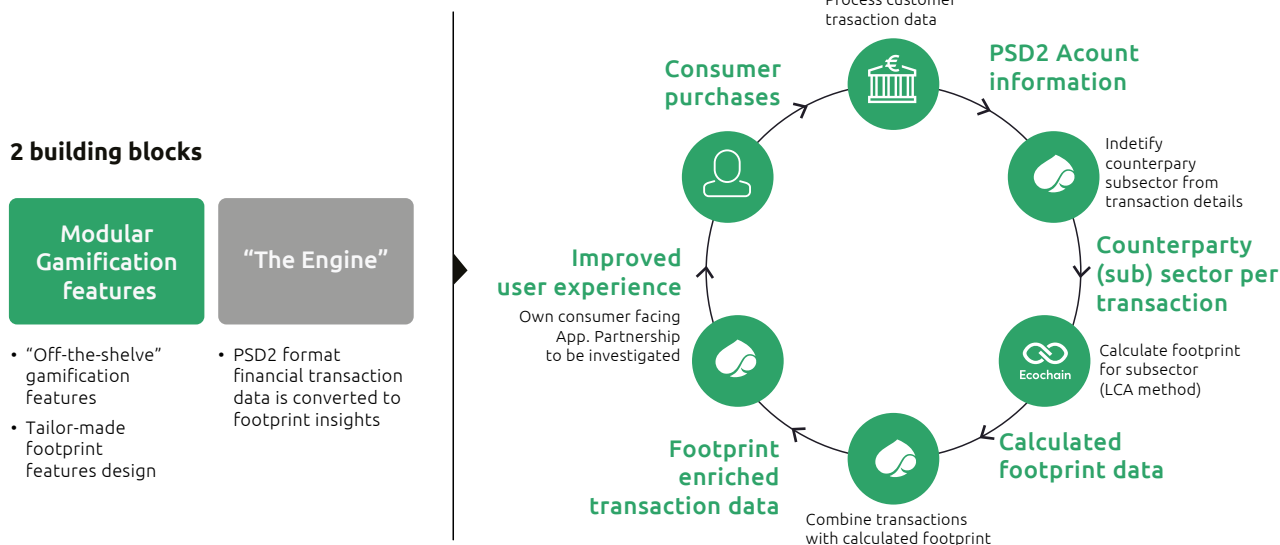 2 building blocks
Modular
Gamification
features
“The Engine”
• “Off-the-shelve”
gamification
features
• Tailor-made
footprint
features design
• PSD2 format
financial transaction
data is converted to
footprint insights
Process customer
trasaction data
€
PSD2 Acount
information
Indetify
counterpary
subsector from
transaction details
Counterparty
(sub) sector per
transaction
Ecochain
Calculate footprint
for subsector
(LCA method)
Calculated
footprint data
Combine transactions
with calculated footprint
Footprint
enriched
transaction data
Improved
user experience
Own consumer facing
App. Partnership
to be investigated
Consumer
purchases